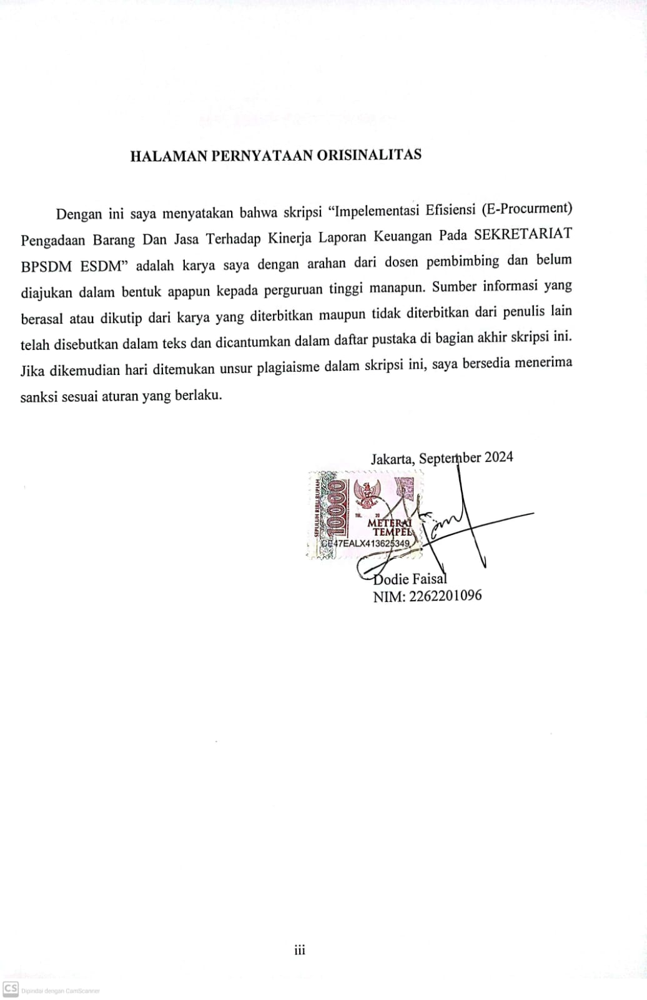 HALAMAN PERNYATAAN ORISINALITAS
Dengan ini saya menyatakan bahwa skripsi “Impelementasi Efisiensi (E-Procurment)
Pengadaan Barang Dan Jasa Terhadap Kinerja Laporan Keuangan Pada SEKRETARIAT
BPSDM ESDM” adalah karya saya dengan arahan dari dosen pembimbing dan belum
diajukan dalam bentuk apapun kepada perguruan tinggi manapun. Sumber informasi yang
berasal atau dikutip dari karya yang diterbitkan maupun tidak diterbitkan dari penulis lain
telah disebutkan dalam teks dan dicantumkan dalam daftar pustaka di bagian akhir skripsi ini.
Jika dikemudian hari ditemukan unsur plagiaisme dalam skripsi ini, saya bersedia menerima
sanksi sesuai aturan yang berlaku.
Jakarta, September 2024
SEPULUH RIBU RUPIAH
10000
TGL. 20
METERAI
TEMPEL
CE47EALX413625349
Dodie Faisal
NIM: 2262201096
iii
CS Dipindai dengan CamScanner